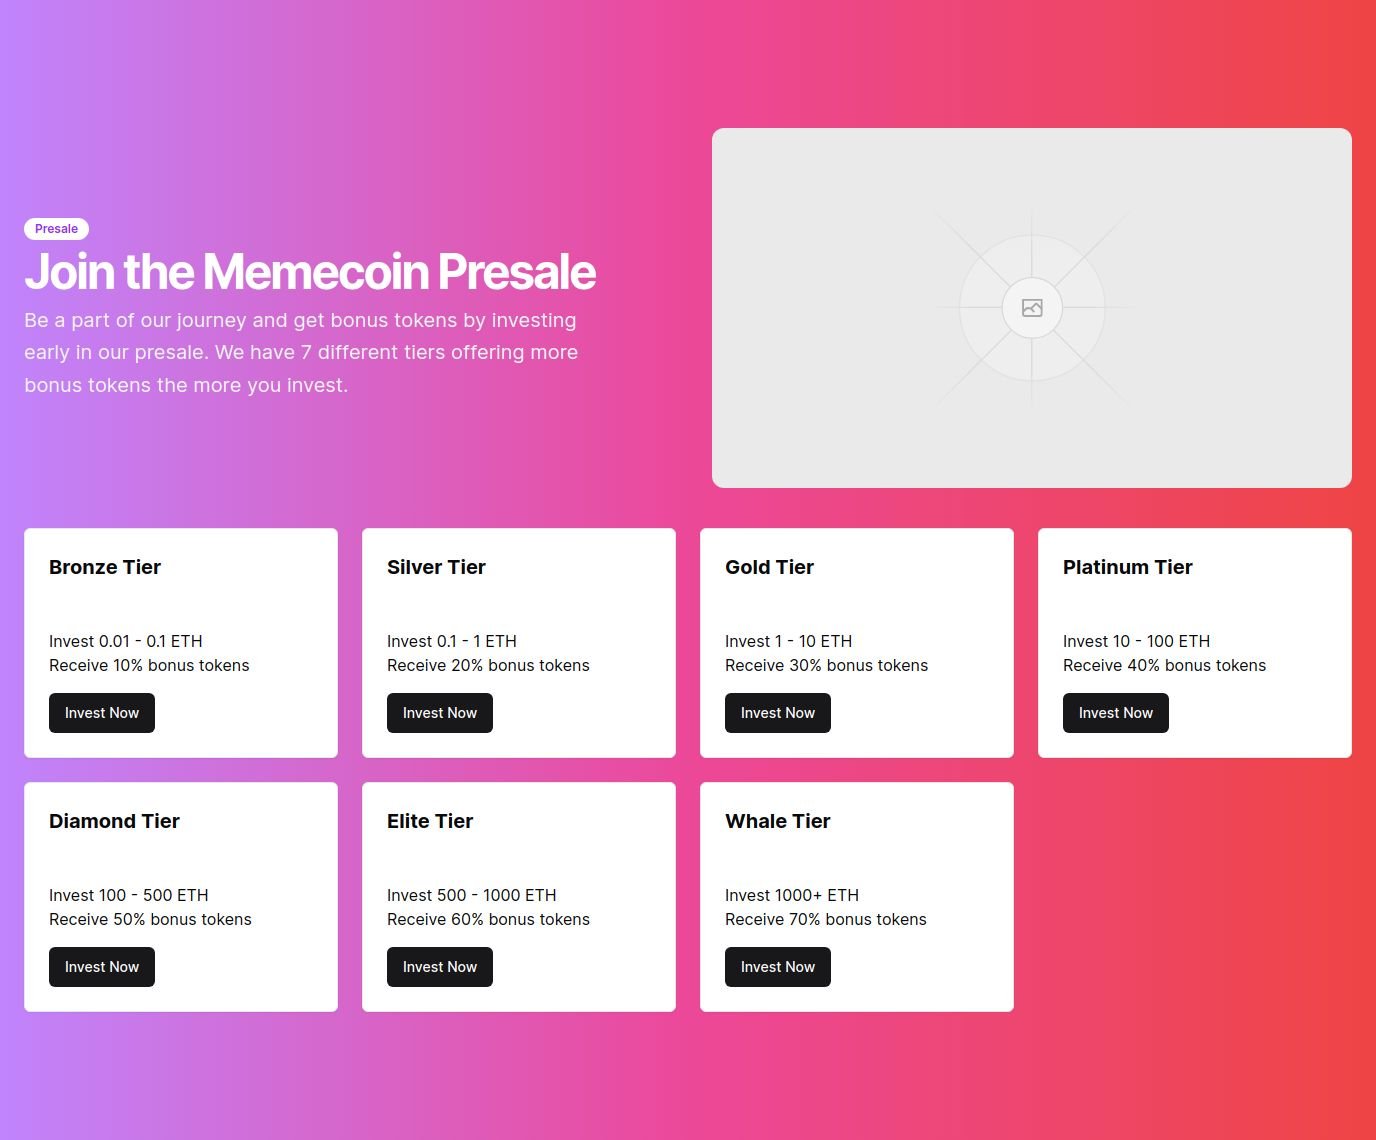 Presale
Join the Memecoin Presale
Be a part of our journey and get bonus tokens by investing
early in our presale. We have 7 different tiers offering more
bonus tokens the more you invest.
Bronze Tier
Invest 0.01 - 0.1 ETH
Receive 10% bonus tokens
Invest Now
Silver Tier
Invest 0.1 - 1 ETH
Receive 20% bonus tokens
Invest Now
Gold Tier
Invest 1 - 10 ETH
Receive 30% bonus tokens
Invest Now
Platinum Tier
Invest 10 - 100 ETH
Receive 40% bonus tokens
Invest Now
Diamond Tier
Invest 100 - 500 ETH
Receive 50% bonus tokens
Invest Now
Elite Tier
Invest 500 - 1000 ETH
Receive 60% bonus tokens
Invest Now
Whale Tier
Invest 1000+ ETH
Receive 70% bonus tokens
Invest Now